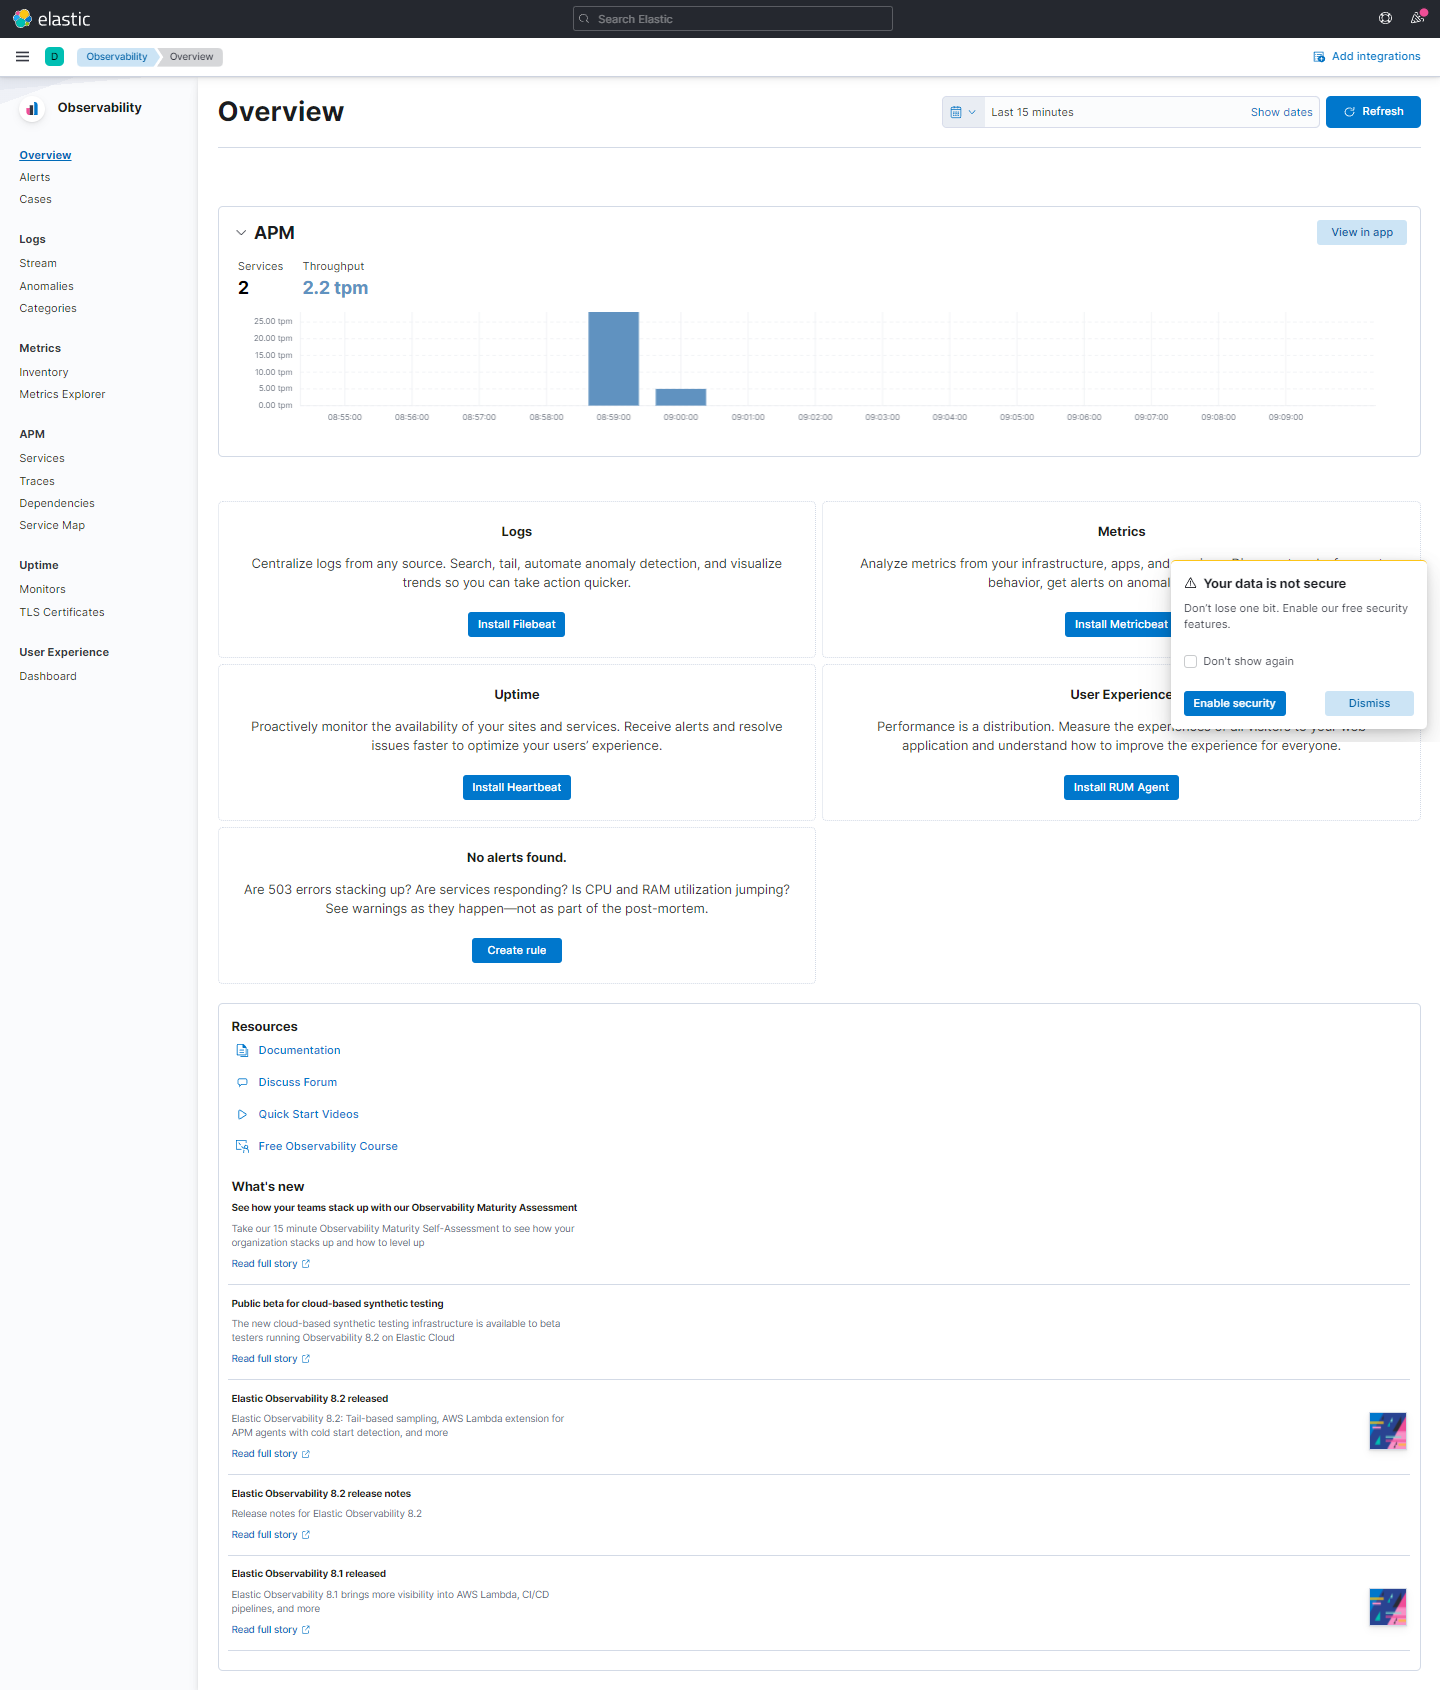 elastic
Search Elastic
D
Observability
Overview
Add integrations
Observability
Overview
Alerts
Cases
Logs
Stream
Anomalies
Categories
Metrics
Inventory
Metrics Explorer
APM
Services
Traces
Dependencies
Service Map
Uptime
Monitors
TLS Certificates
User Experience
Dashboard
Overview
Last 15 minutes
Show dates
Refresh
APM
View in app
Services
Throughput
2
2.2 tpm
25.00 tpm
20.00 tpm
15.00 tpm
10.00 tpm
5.00 tpm
0.00 tpm
08:55:00
08:56:00
08:57:00
08:58:00
08:59:00
09:00:00
09:01:00
09:02:00
09:03:00
09:04:00
09:05:00
09:06:00
09:07:00
09:08:00
09:09:00
Logs
Centralize logs from any source. Search, tail, automate anomaly detection, and visualize
trends so you can take action quicker.
Install Filebeat
Metrics
Analyze metrics from your infrastructure, apps, and
behavior, get alerts on anomal
Install Metricbeat
Your data is not secure
Don't lose one bit. Enable our free security
features.
Don't show again
Enable security
Dismiss
Uptime
Proactively monitor the availability of your sites and services. Receive alerts and resolve
issues faster to optimize your users' experience.
Install Heartbeat
User Experience
Performance is a distribution. Measure the experiences of all visitors to your web
application and understand how to improve the experience for everyone.
Install RUM Agent
No alerts found.
Are 503 errors stacking up? Are services responding? Is CPU and RAM utilization jumping?
See warnings as they happen—not as part of the post-mortem.
Create rule
Resources
Documentation
Discuss Forum
Quick Start Videos
Free Observability Course
What's new
See how your teams stack up with our Observability Maturity Assessment
Take our 15 minute Observability Maturity Self-Assessment to see how your
organization stacks up and how to level up
Read full story
Public beta for cloud-based synthetic testing
The new cloud-based synthetic testing infrastructure is available to beta
testers running Observability 8.2 on Elastic Cloud
Read full story
Elastic Observability 8.2 released
Elastic Observability 8.2: Tail-based sampling, AWS Lambda extension for
APM agents with cold start detection, and more
Read full story
Elastic Observability 8.2 release notes
Release notes for Elastic Observability 8.2
Read full story
Elastic Observability 8.1 released
Elastic Observability 8.1 brings more visibility into AWS Lambda, CI/CD
pipelines, and more
Read full story